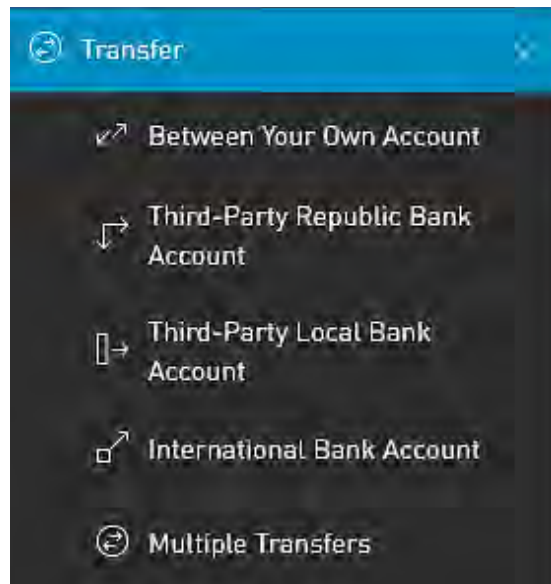 Transfer
Between Your Own Account
Third-Party Republic Bank
Account
Third-Party Local Bank
Account
International Bank Account
Multiple Transfers